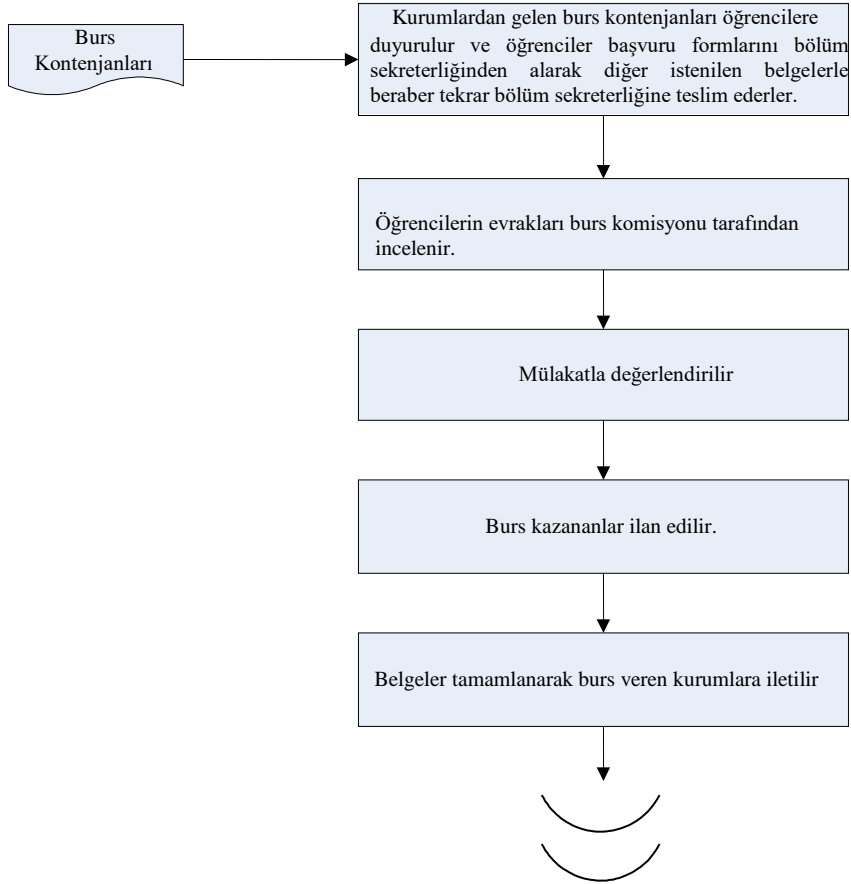 Burs
Kontenjanları
Kurumlardan gelen burs kontenjanları öğrencilere
duyurulur ve öğrenciler başvuru formlarını bölüm
sekreterliğinden alarak diğer istenilen belgelerle
beraber tekrar bölüm sekreterliğine teslim ederler.
Öğrencilerin evrakları burs komisyonu tarafından
incelenir.
Mülakatla değerlendirilir
Burs kazananlar ilan edilir.
Belgeler tamamlanarak burs veren kurumlara iletilir